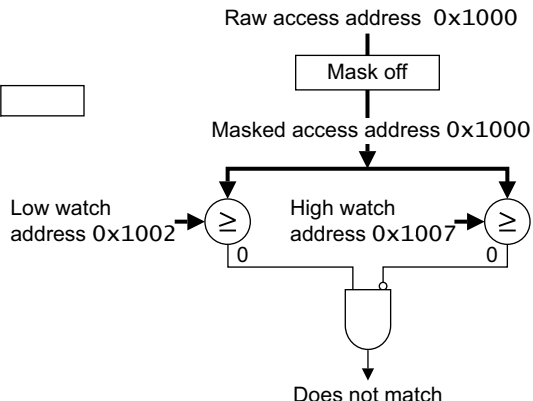 Raw access address 0x1000
Mask off
Masked access address 0x1000
Low watch
address 0x1002
≥
High watch
address 0x1007
≥
0
0
Does not match